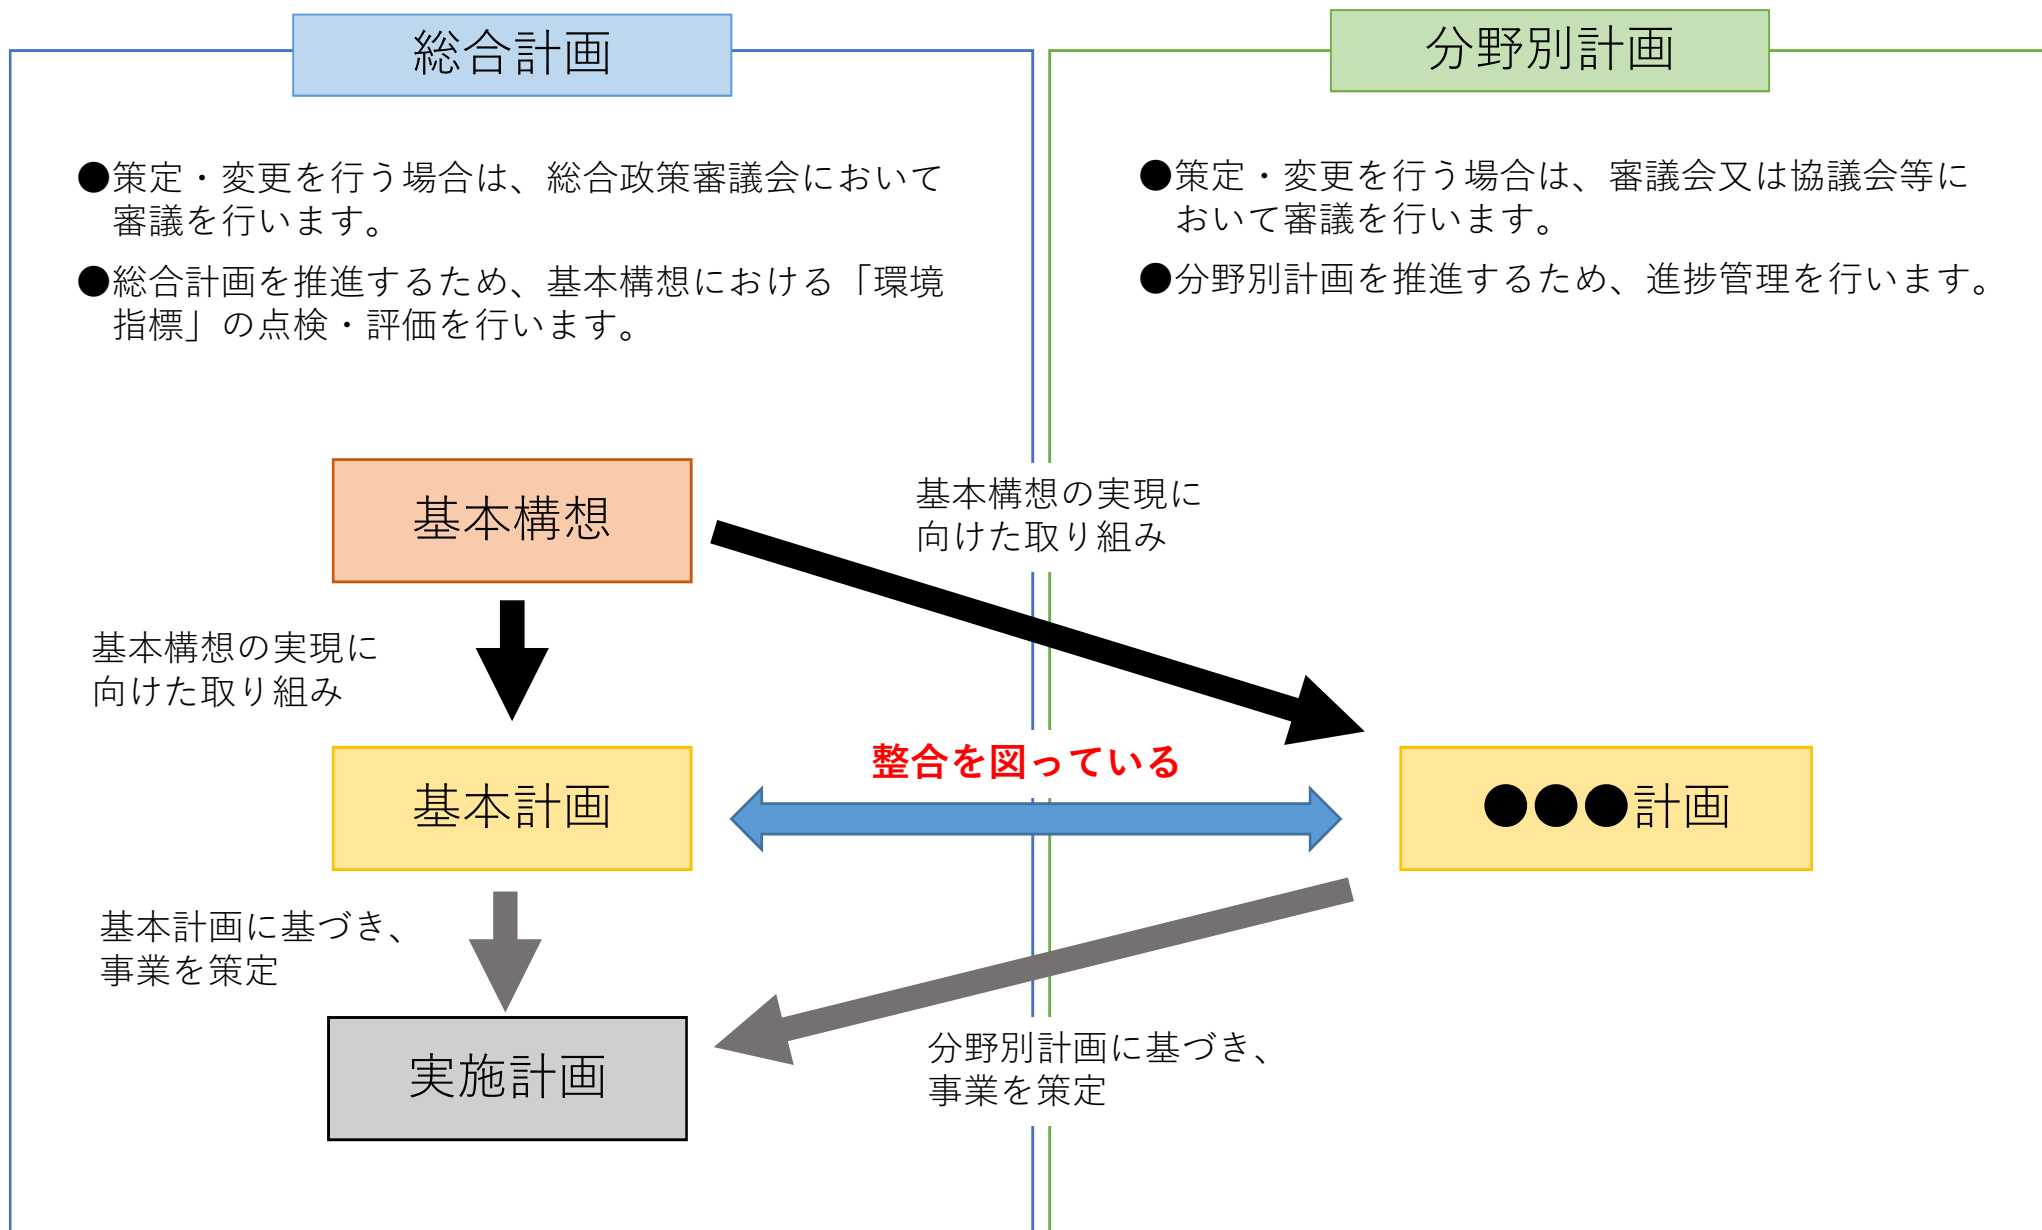 総合計画
●策定・変更を行う場合は、総合政策審議会において
審議を行います。
●総合計画を推進するため、基本構想における「環境
指標」の点検・評価を行います。
分野別計画
●策定・変更を行う場合は、審議会又は協議会等に
おいて審議を行います。
●分野別計画を推進するため、進捗管理を行います。
基本構想
基本構想の実現に
向けた取り組み
基本構想の実現に
向けた取り組み
整合を図っている
基本計画
●●●計画
基本計画に基づき、
事業を策定
実施計画
分野別計画に基づき、
事業を策定